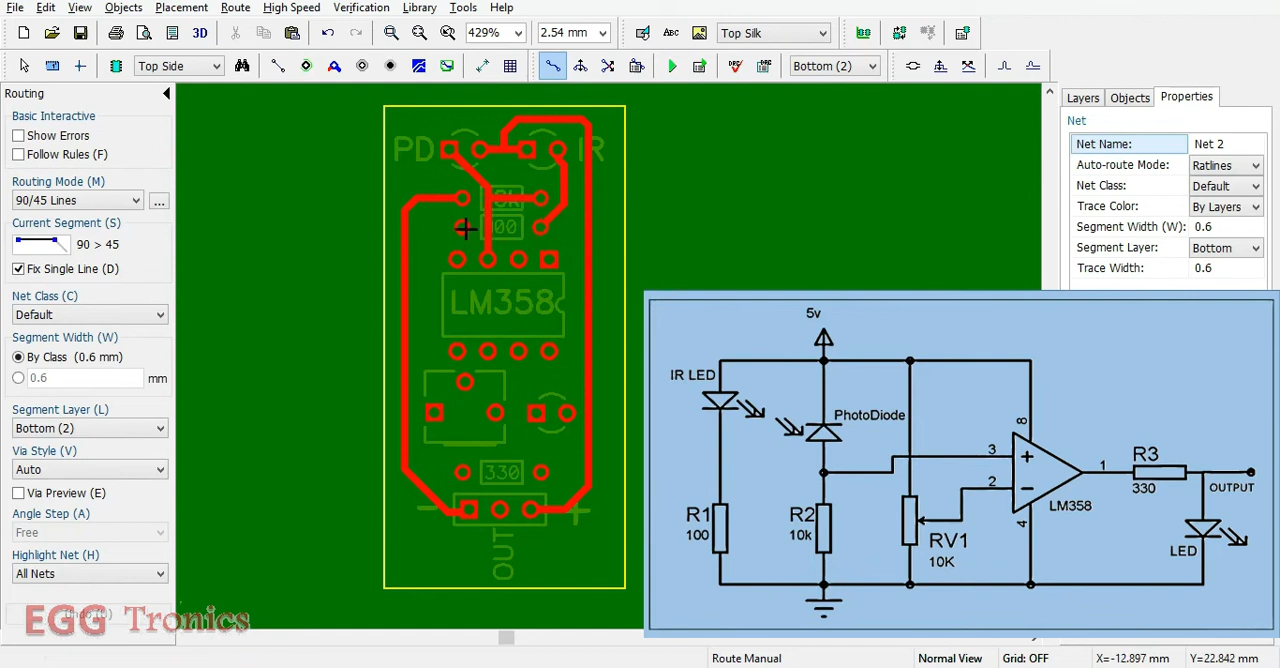 File Edit View Objects Placement Route High Speed Verification Library Tools Help
3D 429% 2.54 mm ABC Top Silk
Top Side Bottom (2)
Routing
Basic Interactive
Show Errors
Follow Rules (F)
Routing Mode (M)
90/45 Lines ...
Current Segment (S)
90 > 45
Fix Single Line (D)
Net Class (C)
Default
Segment Width (W)
By Class (0.6 mm)
0.6 mm
Segment Layer (L)
Bottom (2)
Via Style (V)
Auto
Via Preview (E)
Angle Step (A)
Free
Highlight Net (H)
All Nets
EGG Tronics
PD IR
LM358
330
- +
OUT
Layers Objects Properties
Net
Net Name: Net 2
Auto-route Mode: Ratlines
Net Class: Default
Trace Color: By Layers
Segment Width (W): 0.6
Segment Layer: Bottom
Trace Width: 0.6
5v
IR LED
PhotoDiode
8
3
+
2
-
1
4
LM358
R3
330
OUTPUT
LED
R1
100
R2
10k
RV1
10K
Route Manual Normal View Grid: OFF X=-12.897 mm Y=22.842 mm